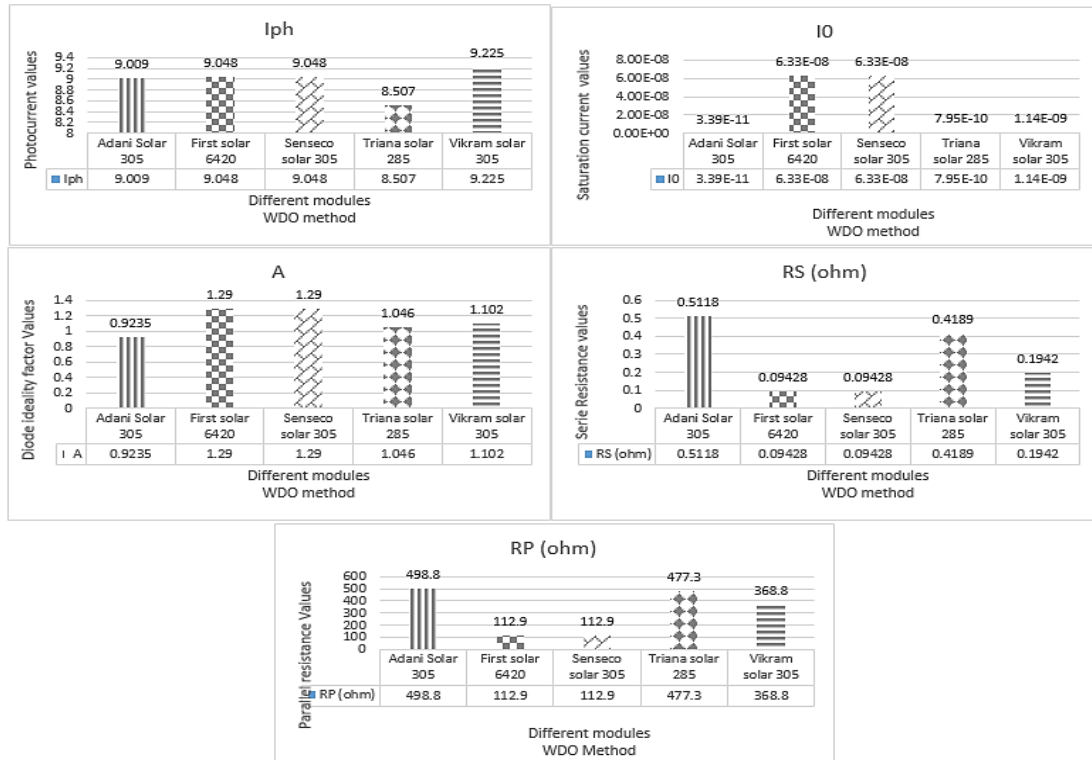 Iph
Photocurrent values
9.4
9.2
9
8.8
8.6
8.4
8.2
8
9.009 9.048 9.048 8.507 9.225
Adani Solar First solar Senseco Triana solar Vikram solar
305 6420 solar 305 285 305
Iph 9.009 9.048 9.048 8.507 9.225
Different modules
WDO method
I0
Saturation current values
8.00E-08
6.00E-08
4.00E-08
2.00E-08
0.00E+00
3.39E-11 6.33E-08 6.33E-08 7.95E-10 1.14E-09
Adani Solar First solar Senseco Triana Vikram
305 6420 solar 305 solar 285 solar 305
I0 3.39E-11 6.33E-08 6.33E-08 7.95E-10 1.14E-09
Different modules
WDO method
A
Diode ideality factor Values
1.4
1.2
1
0.8
0.6
0.4
0.2
0
0.9235 1.29 1.29 1.046 1.102
Adani Solar First solar Senseco Triana solar Vikram solar
305 6420 solar 305 285 305
A 0.9235 1.29 1.29 1.046 1.102
Different modules
WDO method
RS (ohm)
Serie Resistance values
0.6
0.5
0.4
0.3
0.2
0.1
0
0.5118 0.09428 0.09428 0.4189 0.1942
Adani Solar First solar Senseco Triana solar Vikram
305 6420 solar 305 285 solar 305
RS (ohm) 0.5118 0.09428 0.09428 0.4189 0.1942
Different modules
WDO method
RP (ohm)
Parallel resistance Values
600
500
400
300
200
100
0
498.8 112.9 112.9 477.3 368.8
Adani Solar First solar Senseco Triana solar Vikram
305 6420 solar 305 285 solar 305
RP (ohm) 498.8 112.9 112.9 477.3 368.8
Different modules
WDO Method